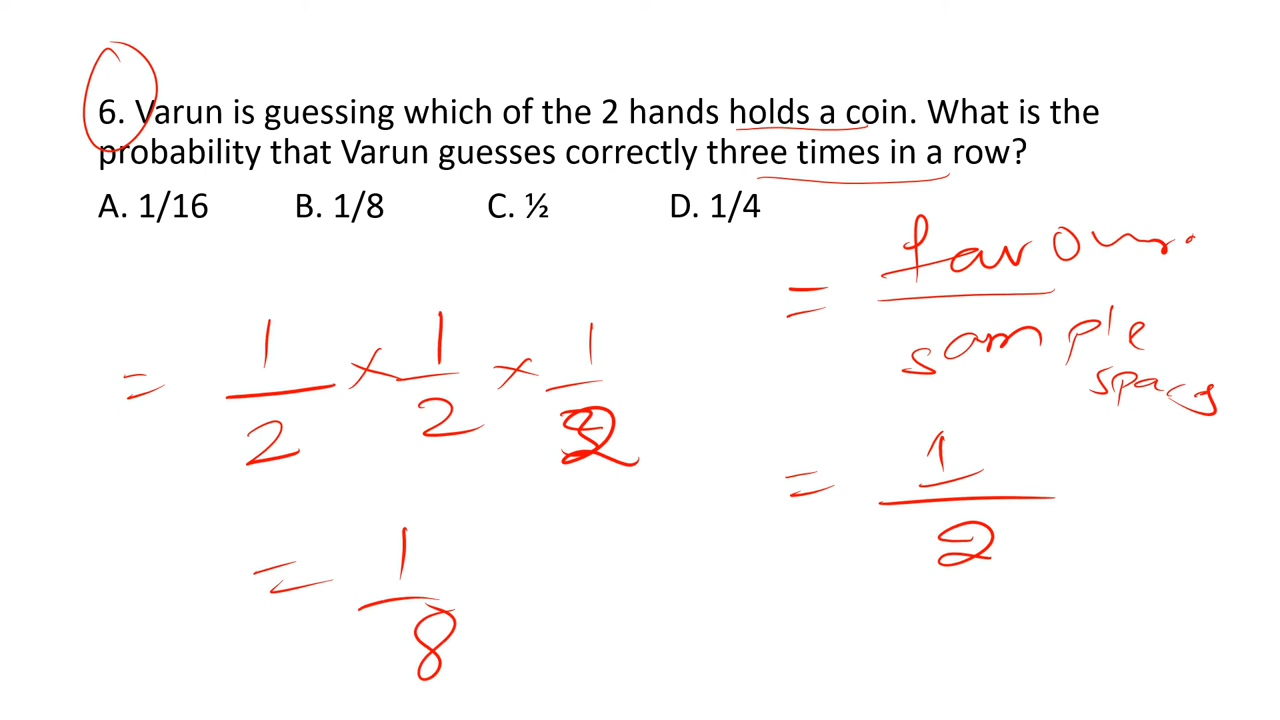 6. Varun is guessing which of the 2 hands holds a coin. What is the
probability that Varun guesses correctly three times in a row?
A. 1/16 B. 1/8 C. ½ D. 1/4
= favour.
sample
space
= 1/2 × 1/2 × 1/2
= 1/2
= 1/8